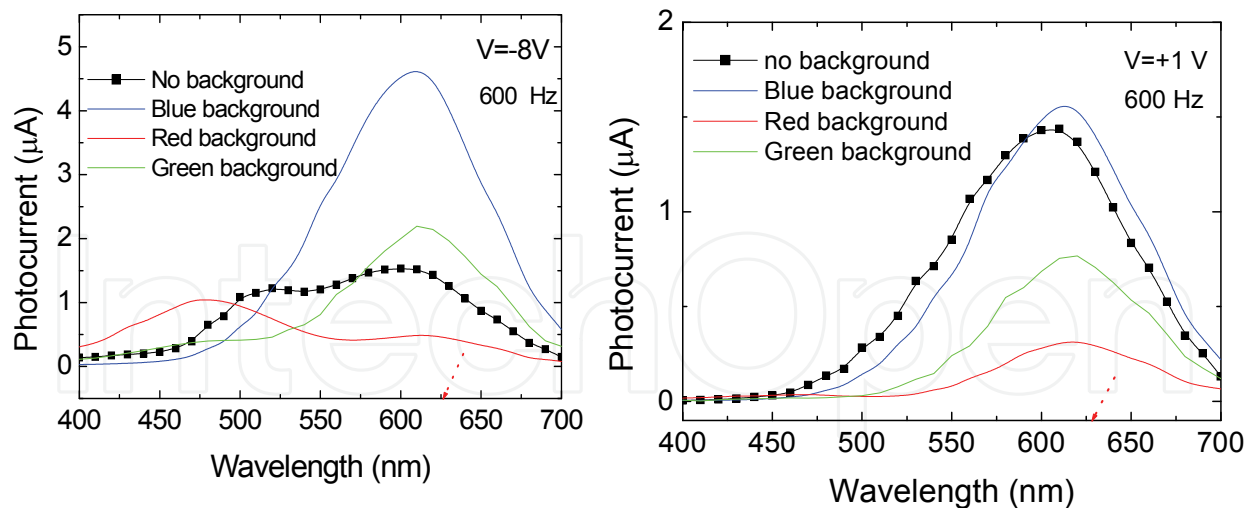 5
4
3
2
1
0
Photocurrent (µA)
V=-8V
600 Hz
No background
Blue background
Red background
Green background
400 450 500 550 600 650 700
Wavelength (nm)
2
1
0
Photocurrent (µA)
V=+1 V
600 Hz
no background
Blue background
Red background
Green background
400 450 500 550 600 650 700
Wavelength (nm)
IntechOpen